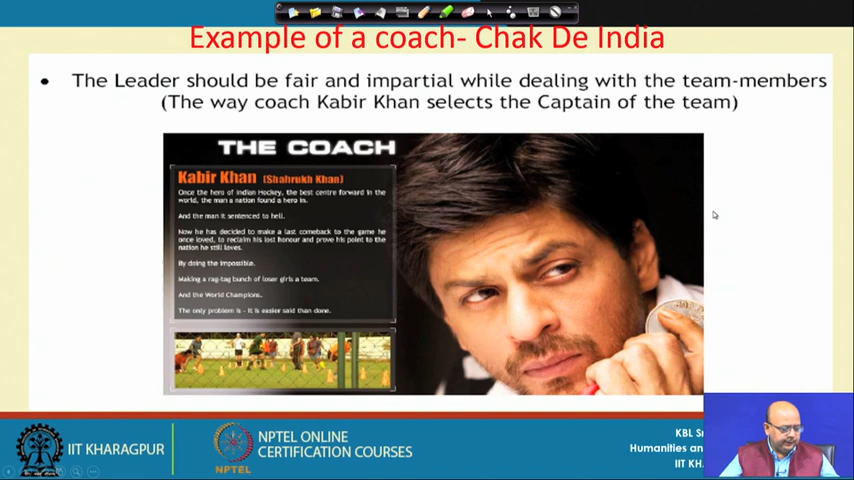 Example of a coach- Chak De India
• The Leader should be fair and impartial while dealing with the team-members
(The way coach Kabir Khan selects the Captain of the team)
THE COACH
Kabir Khan (Shahrukh Khan)
Once the hero of Indian Hockey, the best centre forward in the
world, the man a nation found a hero in.
And the man it sentenced to hell.
Now he has decided to make a last comeback to the game he
once loved, to reclaim his lost honour and prove his point to the
nation he still loves.
By doing the impossible.
Making a rag-tag bunch of loser girls a team.
And the World Champions.
The only problem is - it is easier said than done.
IIT KHARAGPUR
NPTEL
NPTEL ONLINE
CERTIFICATION COURSES
KBL
Humanities
IIT